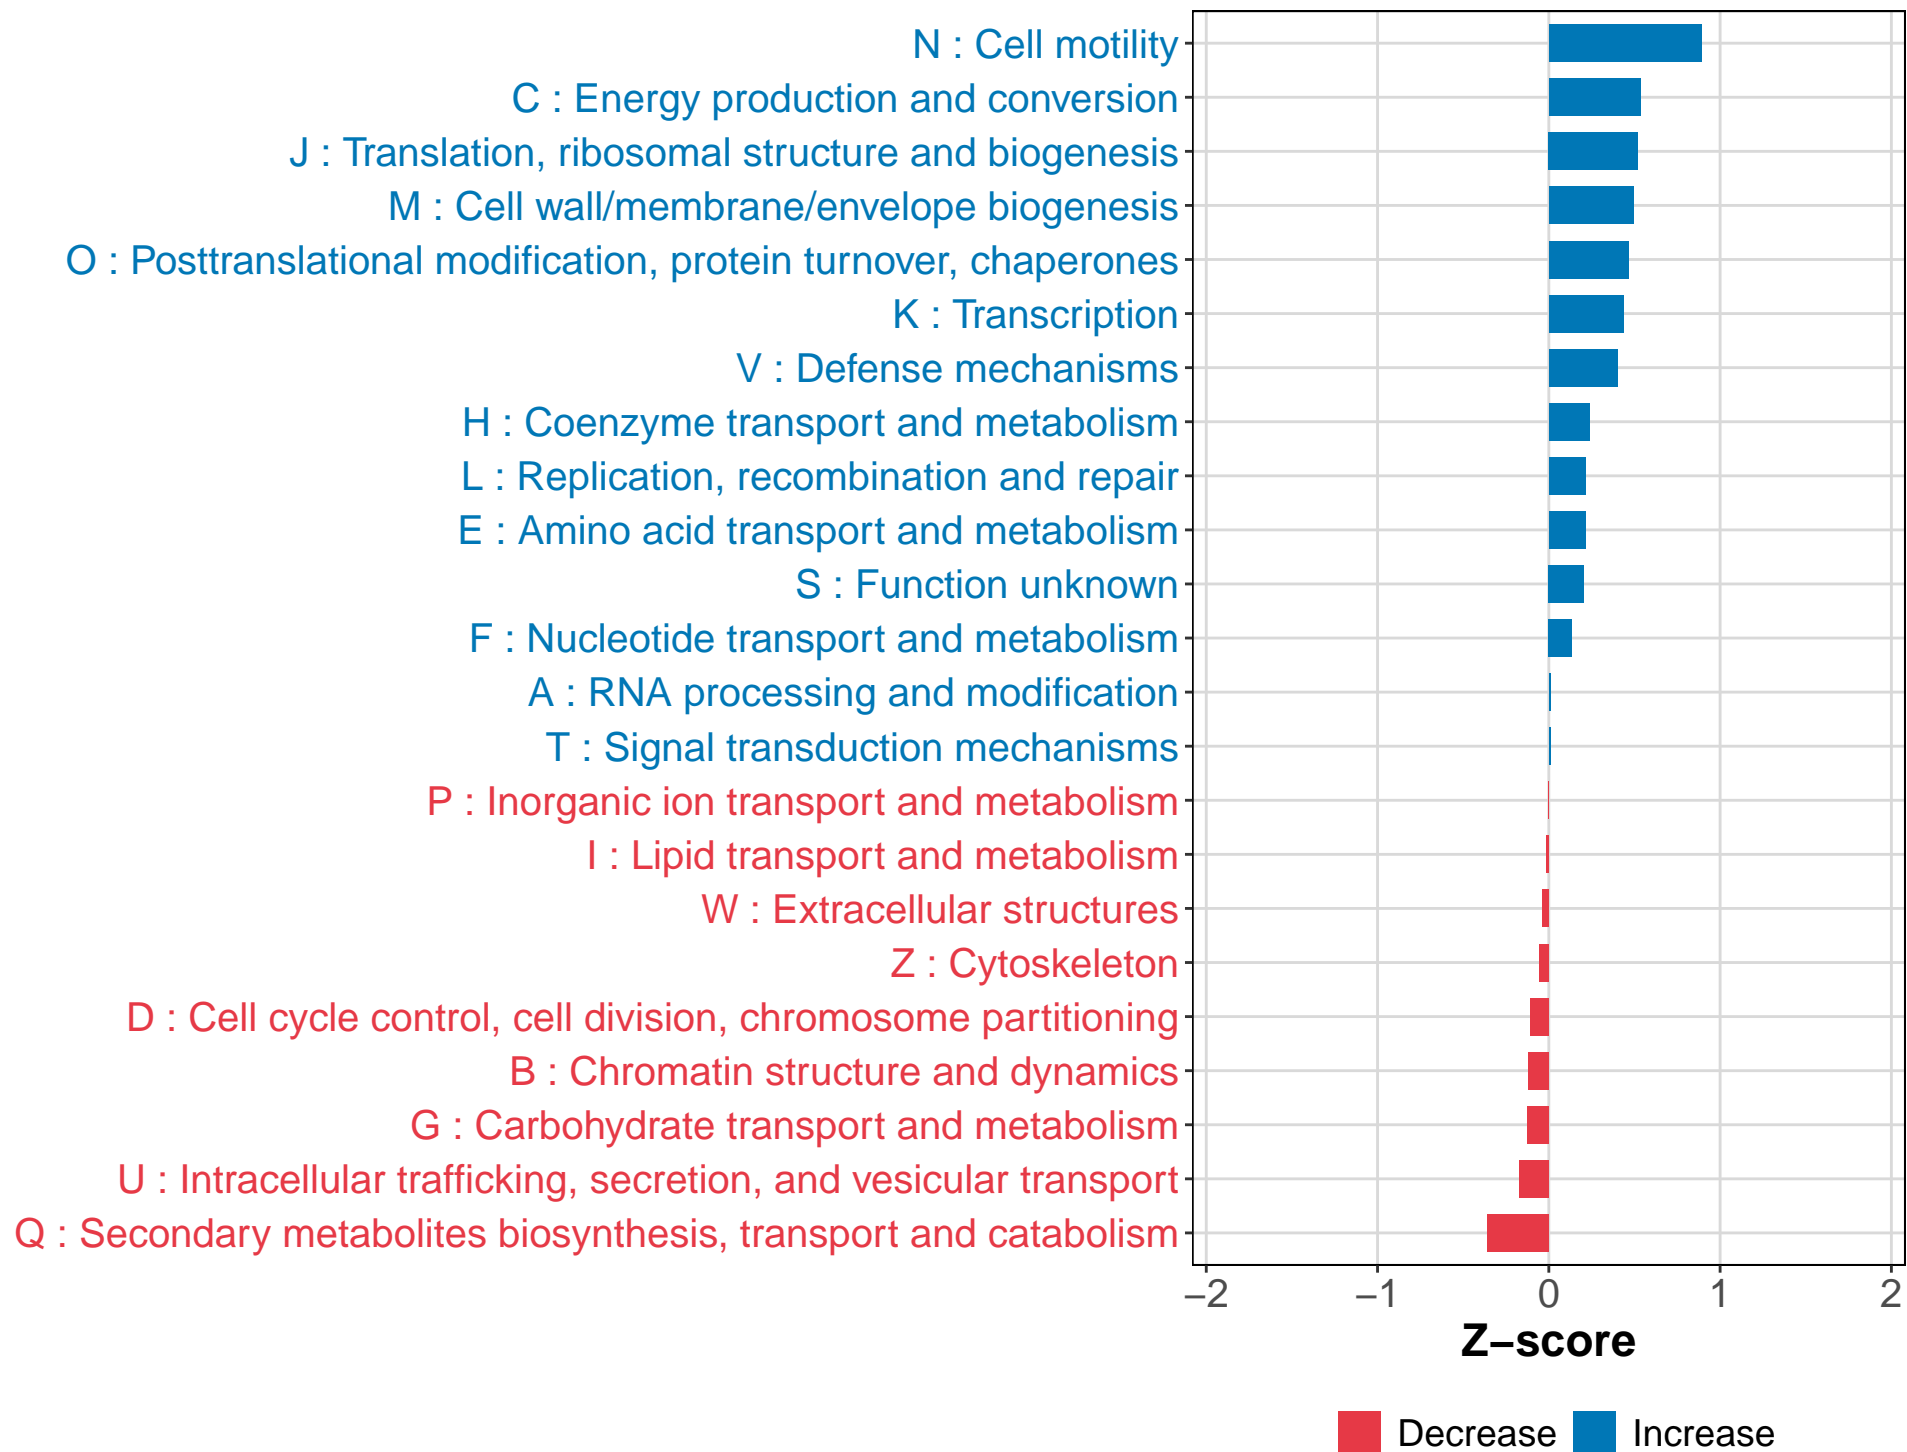 N : Cell motility
C : Energy production and conversion
J : Translation, ribosomal structure and biogenesis
M : Cell wall/membrane/envelope biogenesis
O : Posttranslational modification, protein turnover, chaperones
K : Transcription
V : Defense mechanisms
H : Coenzyme transport and metabolism
L : Replication, recombination and repair
E : Amino acid transport and metabolism
S : Function unknown
F : Nucleotide transport and metabolism
A : RNA processing and modification
T : Signal transduction mechanisms
P : Inorganic ion transport and metabolism
I : Lipid transport and metabolism
W : Extracellular structures
Z : Cytoskeleton
D : Cell cycle control, cell division, chromosome partitioning
B : Chromatin structure and dynamics
G : Carbohydrate transport and metabolism
U : Intracellular trafficking, secretion, and vesicular transport
Q : Secondary metabolites biosynthesis, transport and catabolism
−2 −1 0 1 2
Z−score
Decrease Increase